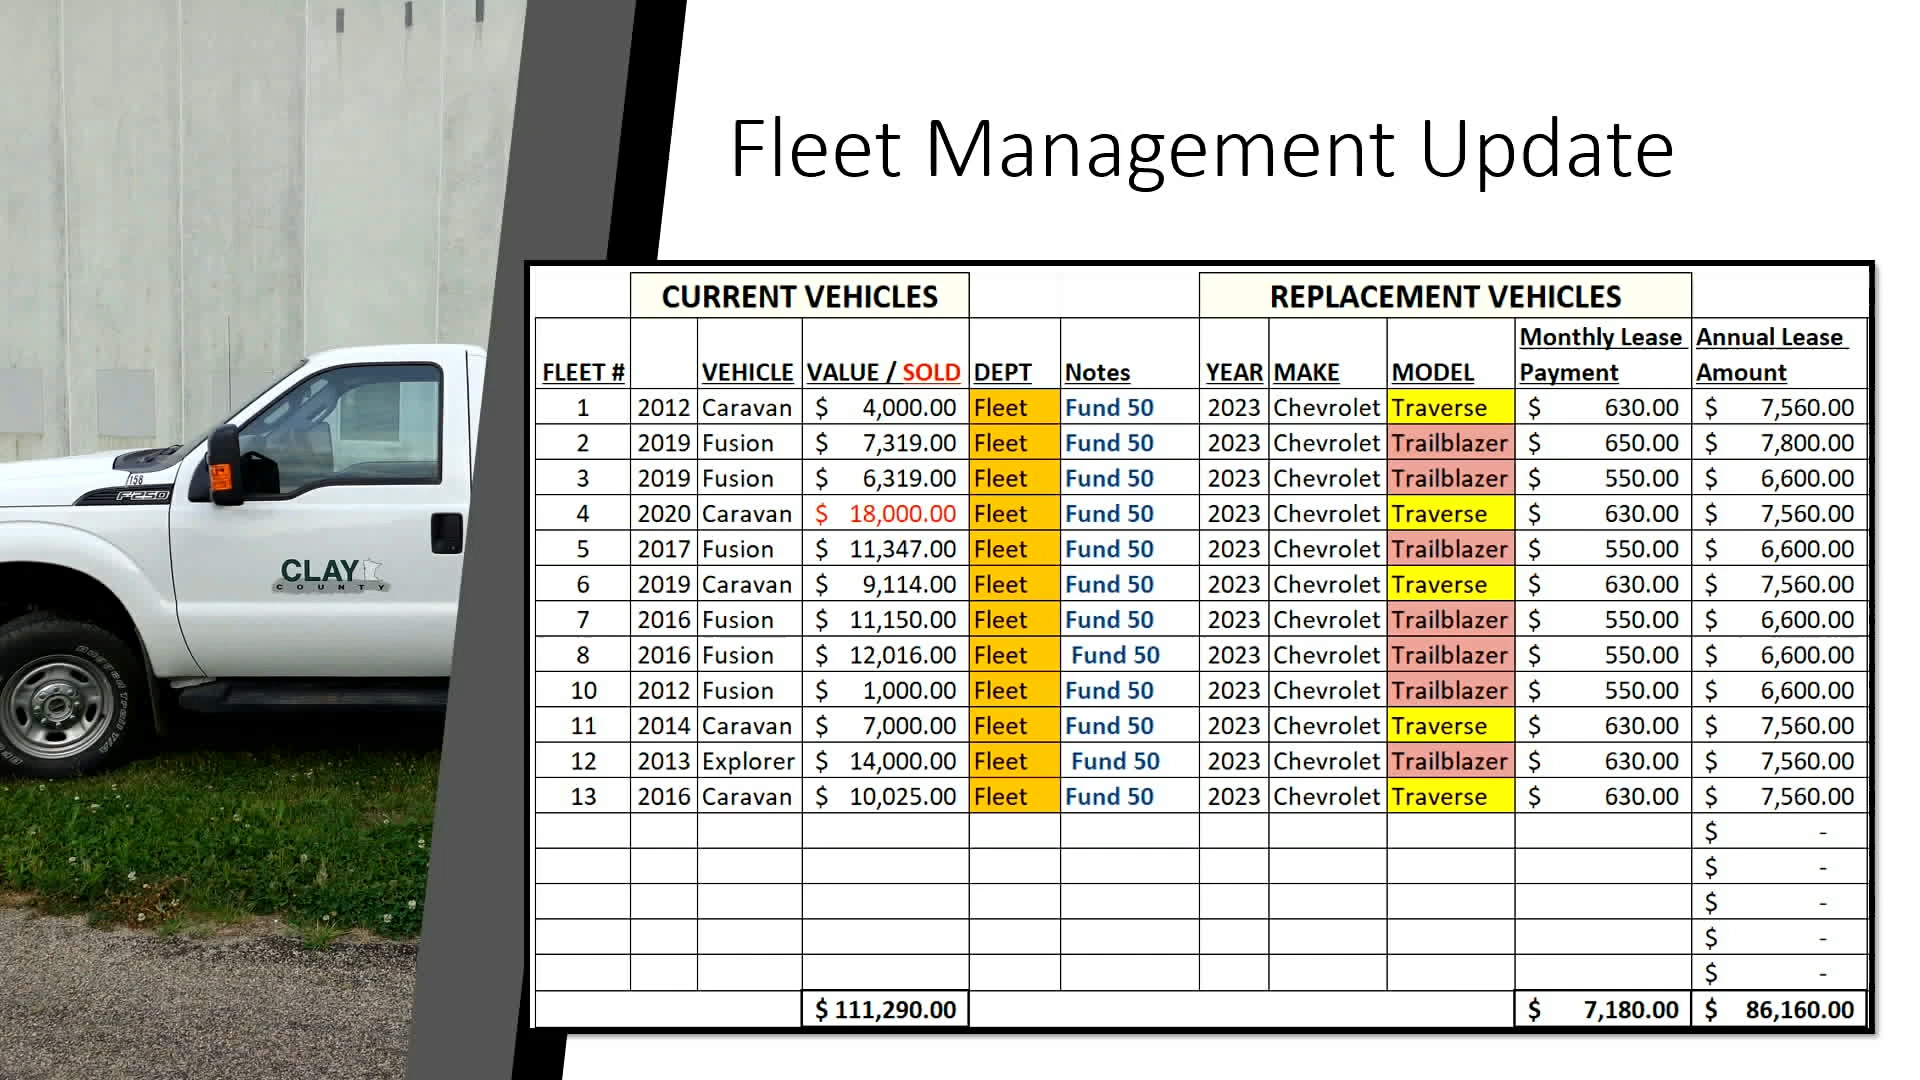 Fleet Management Update
CURRENT VEHICLES REPLACEMENT VEHICLES
FLEET # VEHICLE VALUE / SOLD DEPT Notes YEAR MAKE MODEL Monthly Lease Payment Annual Lease Amount
1 2012 Caravan $ 4,000.00 Fleet Fund 50 2023 Chevrolet Traverse $ 630.00 $ 7,560.00
2 2019 Fusion $ 7,319.00 Fleet Fund 50 2023 Chevrolet Trailblazer $ 650.00 $ 7,800.00
3 2019 Fusion $ 6,319.00 Fleet Fund 50 2023 Chevrolet Trailblazer $ 550.00 $ 6,600.00
4 2020 Caravan $ 18,000.00 Fleet Fund 50 2023 Chevrolet Traverse $ 630.00 $ 7,560.00
5 2017 Fusion $ 11,347.00 Fleet Fund 50 2023 Chevrolet Trailblazer $ 550.00 $ 6,600.00
6 2019 Caravan $ 9,114.00 Fleet Fund 50 2023 Chevrolet Traverse $ 630.00 $ 7,560.00
7 2016 Fusion $ 11,150.00 Fleet Fund 50 2023 Chevrolet Trailblazer $ 550.00 $ 6,600.00
8 2016 Fusion $ 12,016.00 Fleet Fund 50 2023 Chevrolet Trailblazer $ 550.00 $ 6,600.00
10 2012 Fusion $ 1,000.00 Fleet Fund 50 2023 Chevrolet Trailblazer $ 550.00 $ 6,600.00
11 2014 Caravan $ 7,000.00 Fleet Fund 50 2023 Chevrolet Traverse $ 630.00 $ 7,560.00
12 2013 Explorer $ 14,000.00 Fleet Fund 50 2023 Chevrolet Trailblazer $ 630.00 $ 7,560.00
13 2016 Caravan $ 10,025.00 Fleet Fund 50 2023 Chevrolet Traverse $ 630.00 $ 7,560.00
$ -
$ -
$ -
$ -
$ -
$ 111,290.00 $ 7,180.00 $ 86,160.00
158
F250
CLAY
COUNTY